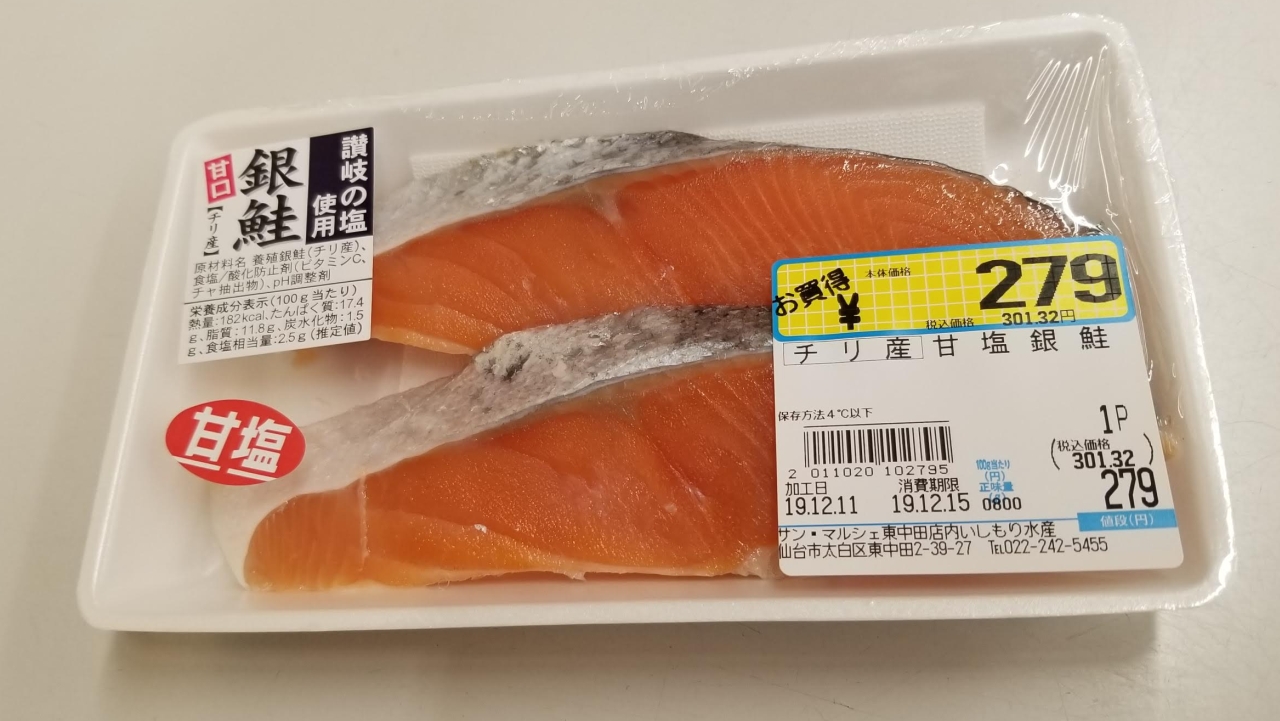 讃岐の塩
使用
銀鮭
甘口
【チリ産】
原材料名 養殖銀鮭(チリ産)、
食塩/酸化防止剤(ビタミンC、
チャ抽出物)、pH調整剤
栄養成分表示(100g当たり)
熱量:182kcal、たんぱく質:17.4
g、脂質:11.8g、炭水化物:1.5
g、食塩相当量:2.5g(推定値)
甘塩
お買得
¥
本体価格
279
税込価格 301.32円
チリ産甘塩銀鮭
保存方法4℃以下
1P
(税込価格
301.32)
2 011020 102795
100g当たり
(円)
正味量
(g)
0800
279
加工日 消費期限
19.12.11 19.12.15
値段(円)
サン・マルシェ東中田店内いしもり水産
仙台市太白区東中田2-39-27 TEL022-242-5455